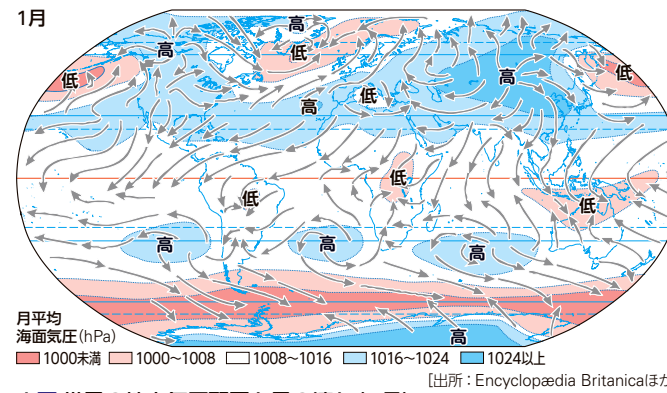 1月
高
高
低
低
低
高
低
高
低
低
低
高
高
高
高
月平均
海面気圧(hPa)
1000未満
1000〜1008
1008〜1016
1016〜1024
1024以上
[出所：Encyclopædia Britanicaほか